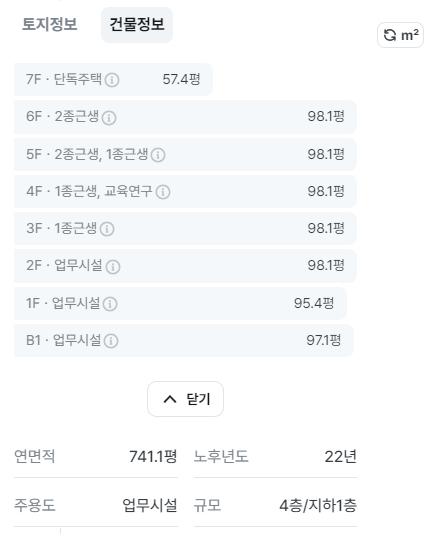 토지정보 건물정보
m²
7F · 단독주택 57.4평
6F · 2종근생 98.1평
5F · 2종근생, 1종근생 98.1평
4F · 1종근생, 교육연구 98.1평
3F · 1종근생 98.1평
2F · 업무시설 98.1평
1F · 업무시설 95.4평
B1 · 업무시설 97.1평
닫기
연면적 741.1평 노후년도 22년
주용도 업무시설 규모 4층/지하1층